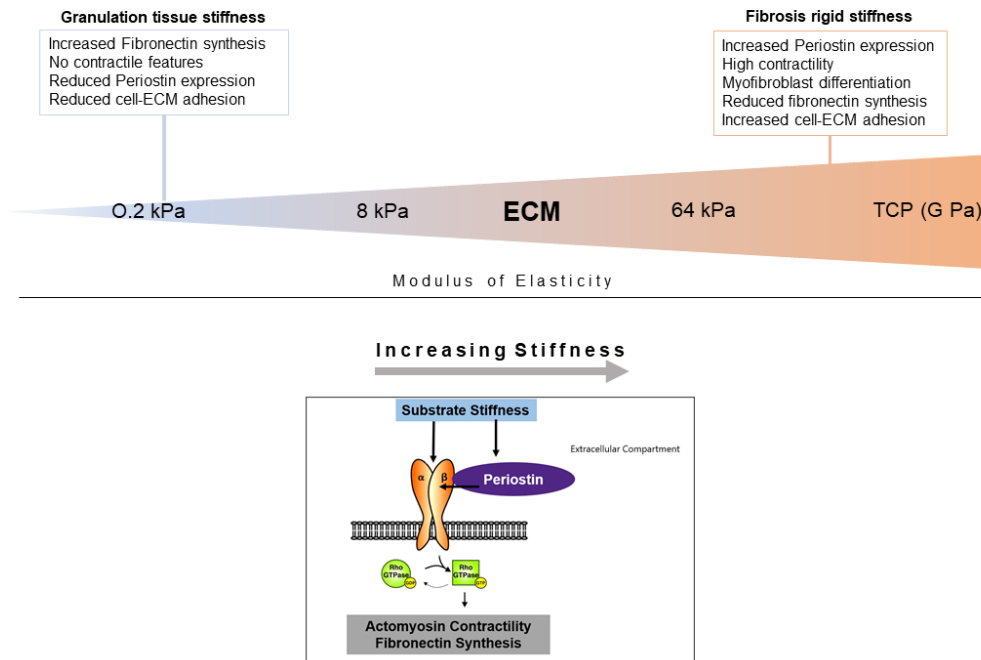 Granulation tissue stiffness
Increased Fibronectin synthesis
No contractile features
Reduced Periostin expression
Reduced cell-ECM adhesion
Fibrosis rigid stiffness
Increased Periostin expression
High contractility
Myofibroblast differentiation
Reduced fibronectin synthesis
Increased cell-ECM adhesion
O.2 kPa
8 kPa
ECM
64 kPa
TCP (G Pa)
Modulus of Elasticity
Increasing Stiffness
Substrate Stiffness
Extracellular Compartment
α
β
Periostin
Rho
GTPase
GDP
Rho
GTPase
GTP
Actomyosin Contractility
Fibronectin Synthesis